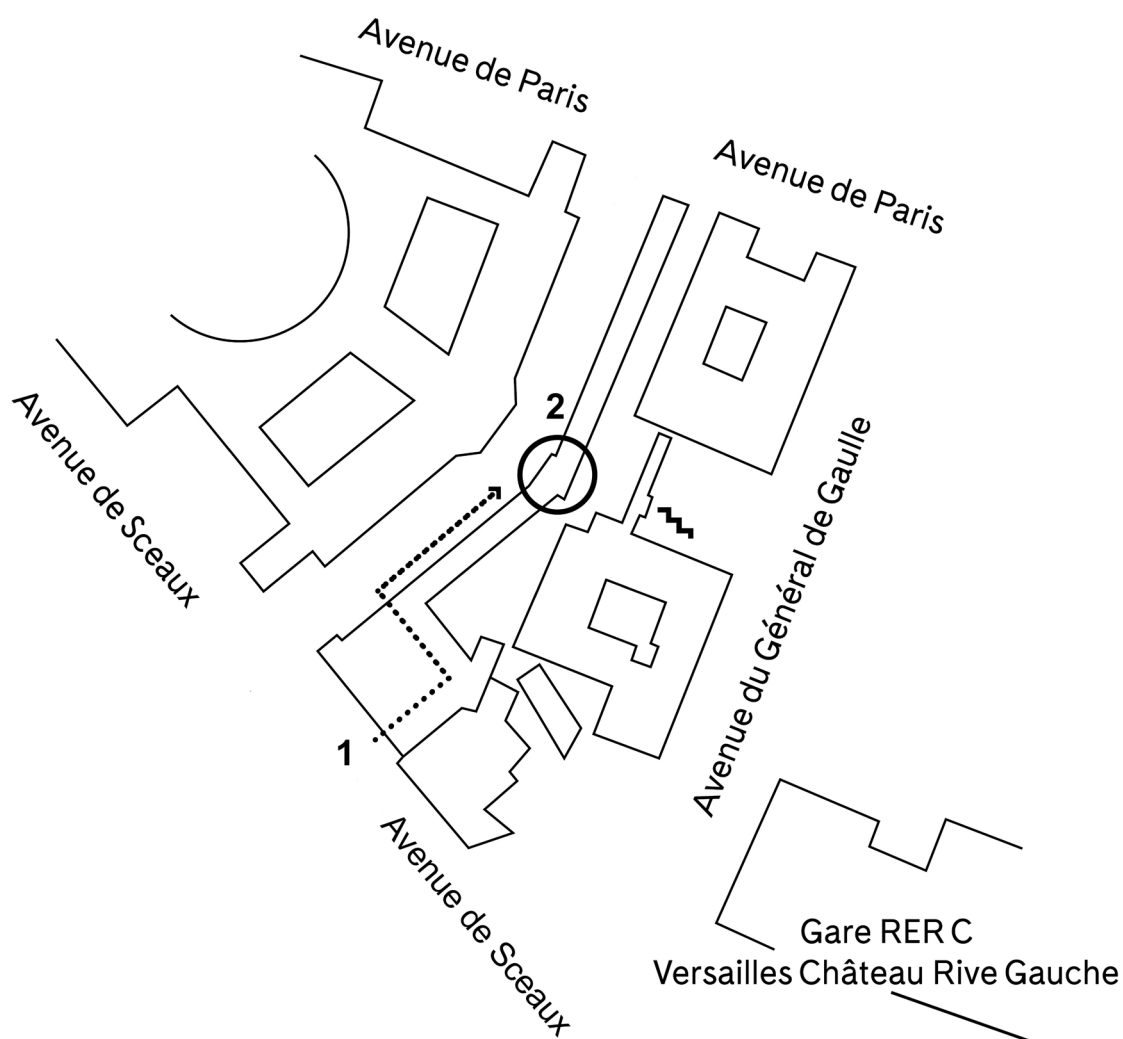 Avenue de Paris
Avenue de Paris
2
Avenue de Sceaux
Avenue du Général de Gaulle
1
Avenue de Sceaux
Gare RER C
Versailles Château Rive Gauche